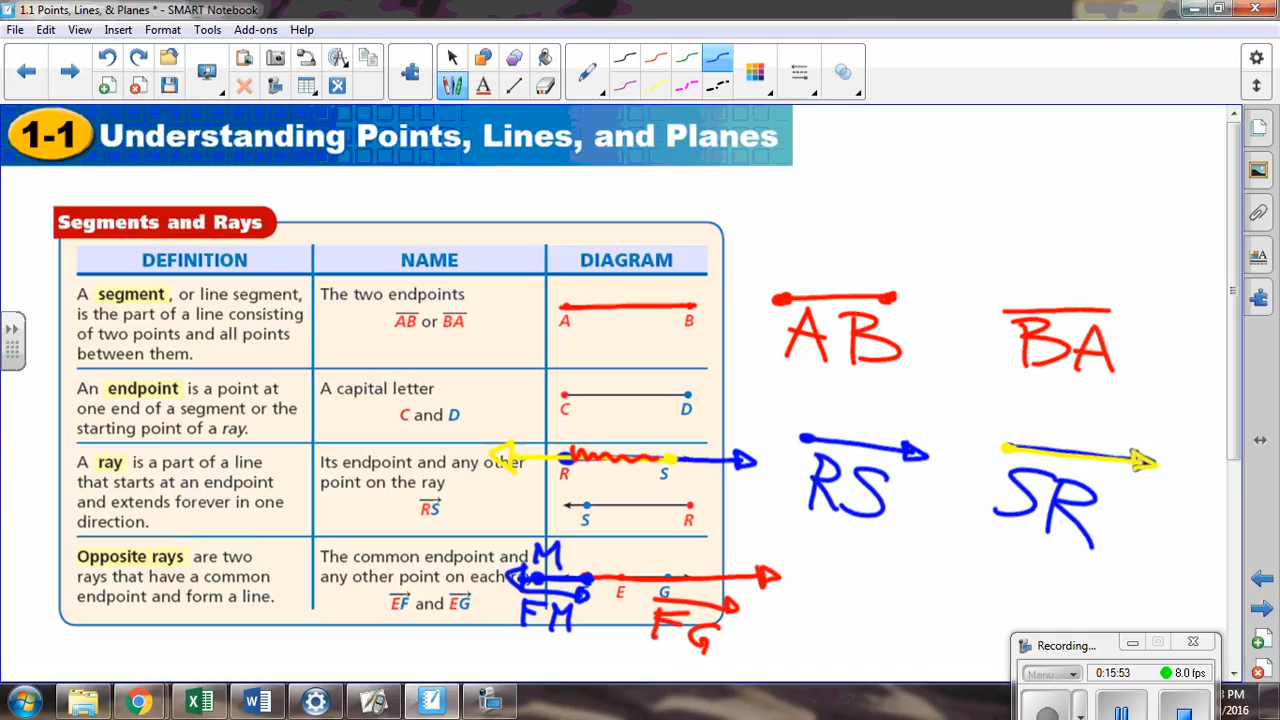 1.1 Points, Lines, & Planes * - SMART Notebook
File Edit View Insert Format Tools Add-ons Help
1-1 Understanding Points, Lines, and Planes
Segments and Rays
DEFINITION NAME DIAGRAM
A segment, or line segment,
is the part of a line consisting
of two points and all points
between them.
The two endpoints
AB or BA
A B
AB
BA
An endpoint is a point at
one end of a segment or the
starting point of a ray.
A capital letter
C and D
C D
A ray is a part of a line
that starts at an endpoint
and extends forever in one
direction.
Its endpoint and any other
point on the ray
RS
R S
S R
RS
SR
Opposite rays are two
rays that have a common
endpoint and form a line.
The common endpoint and
any other point on each
EF and EG
M
E G
FM
FG
Recording...
Menu
0:15:53
8.0 fps
PM
/2016